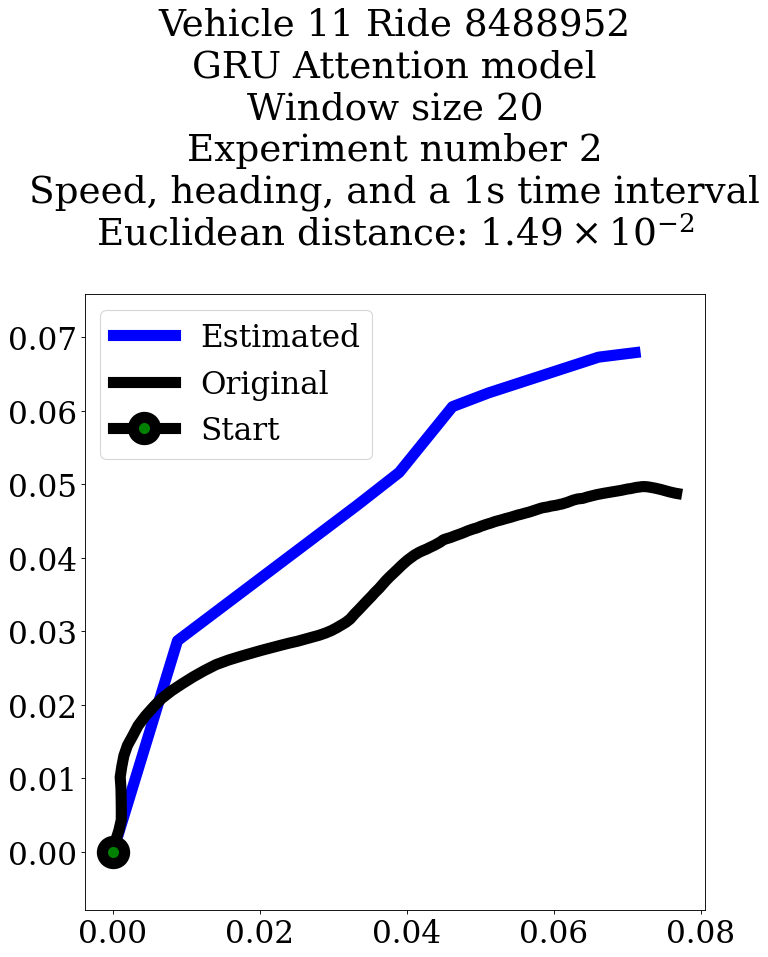 Vehicle 11 Ride 8488952
GRU Attention model
Window size 20
Experiment number 2
Speed, heading, and a 1s time interval
Euclidean distance: 1.49 × 10⁻²
Estimated
Original
Start
0.07
0.06
0.05
0.04
0.03
0.02
0.01
0.00
0.00 0.02 0.04 0.06 0.08